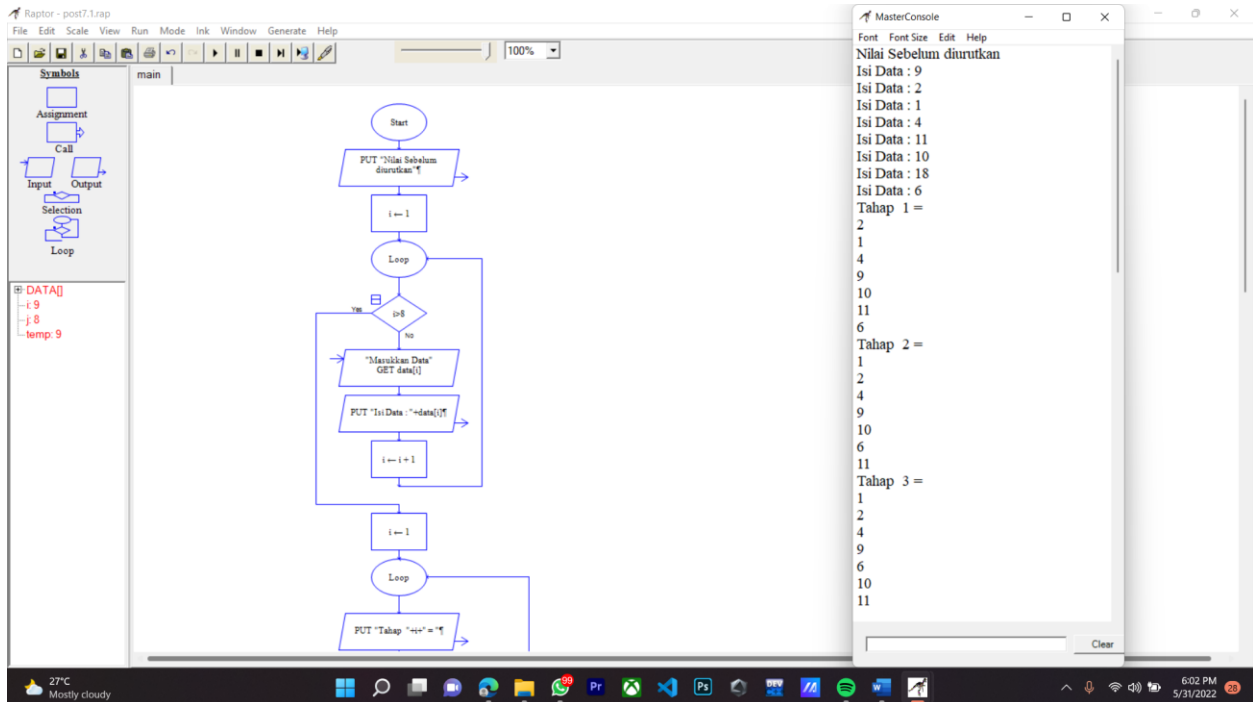 Raptor - post7.1.rap
File Edit Scale View Run Mode Ink Window Generate Help
100%
Symbols
Assignment
Call
Input Output
Selection
Loop
DATA[]
i: 9
j: 8
temp: 9
main
Start
PUT "Nilai Sebelum
diurutkan"¶
i ← 1
Loop
i>8
Yes
No
"Masukkan Data"
GET data[i]
PUT "Isi Data : "+data[i]¶
i ← i + 1
i ← 1
Loop
PUT "Tahap "+i+" = "¶
MasterConsole
Font Font Size Edit Help
Nilai Sebelum diurutkan
Isi Data : 9
Isi Data : 2
Isi Data : 1
Isi Data : 4
Isi Data : 11
Isi Data : 10
Isi Data : 18
Isi Data : 6
Tahap 1 =
2
1
4
9
10
11
6
Tahap 2 =
1
2
4
9
10
6
11
Tahap 3 =
1
2
4
9
6
10
11
Clear
27°C
Mostly cloudy
99
Pr
Ps
DEV
W
6:02 PM
5/31/2022
28